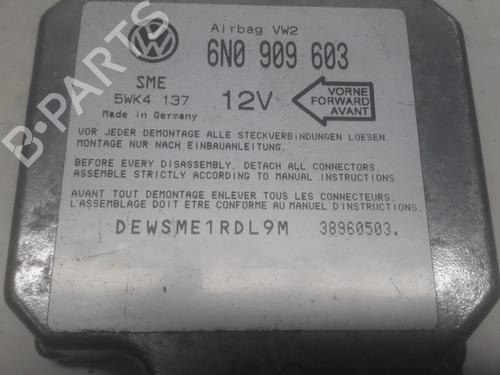 Airbag VW2
6N0 909 603
SME
5WK4 137
Made in Germany
12V
VORNE
FORWARD
AVANT
VOR JEDER DEMONTAGE ALLE STECKVERBINDUNGEN LOESEN.
MONTAGE NUR NACH EINBAUANLEITUNG.
BEFORE EVERY DISASSEMBLY, DETACH ALL CONNECTORS.
ASSEMBLE STRICTLY ACCORDING TO MANUAL INSTRUCTIONS.
AVANT TOUT DEMONTAGE ENLEVER TOUS LES CONNECTEURS.
L'ASSEMBLAGE DOIT ETRE CONFORME AU MANUEL D'INSTRUCTIONS.
DEWSME1RDL9M 38960503.
B-PARTS